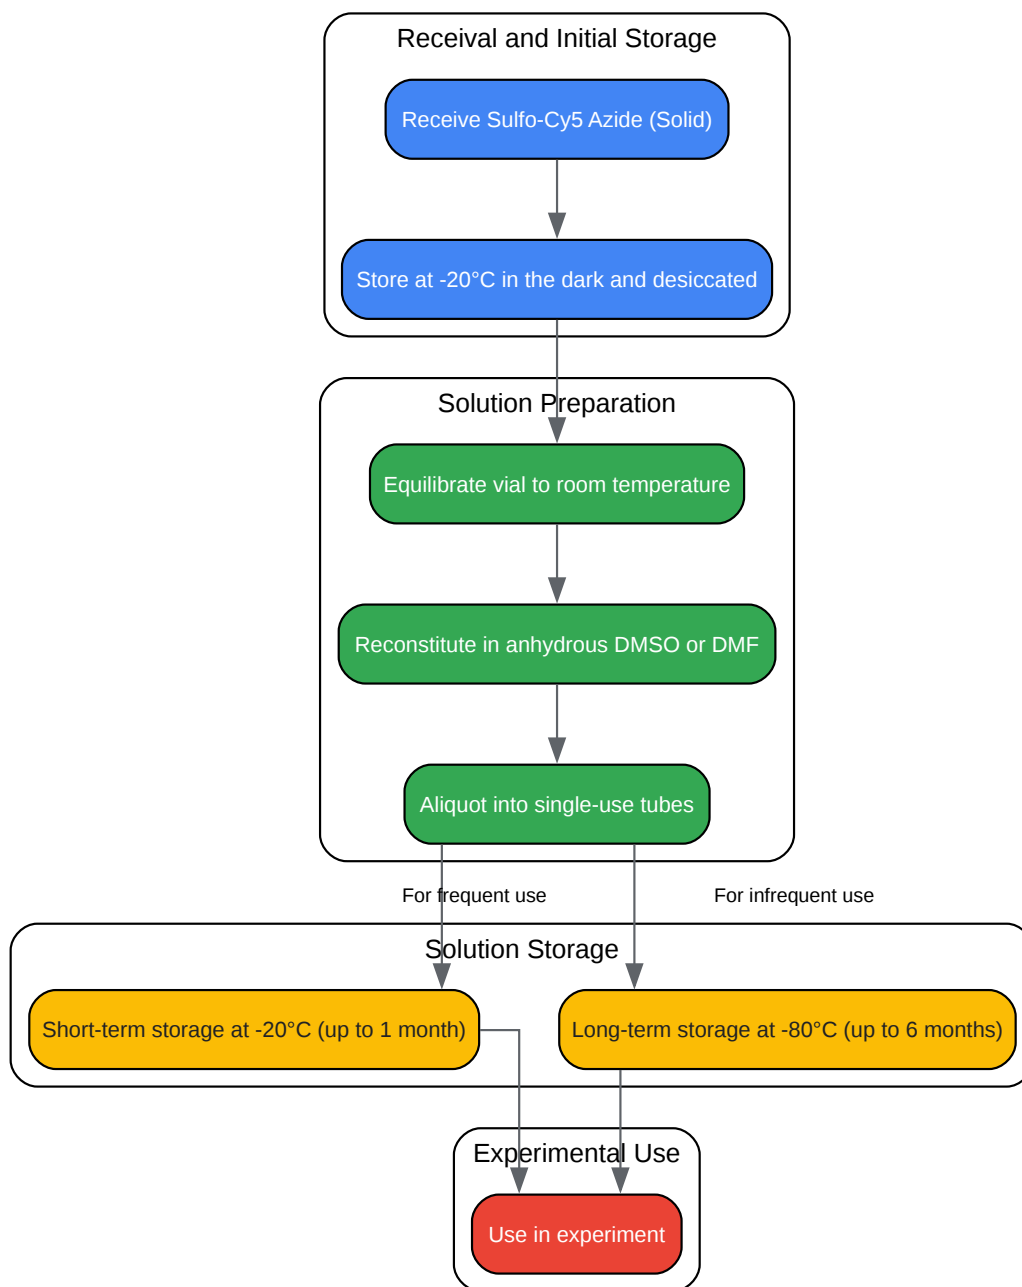 Receival and Initial Storage
Receive Sulfo-Cy5 Azide (Solid)
Store at -20°C in the dark and desiccated
Solution Preparation
Equilibrate vial to room temperature
Reconstitute in anhydrous DMSO or DMF
Aliquot into single-use tubes
For frequent use
For infrequent use
Solution Storage
Short-term storage at -20°C (up to 1 month)
Long-term storage at -80°C (up to 6 months)
Experimental Use
Use in experiment